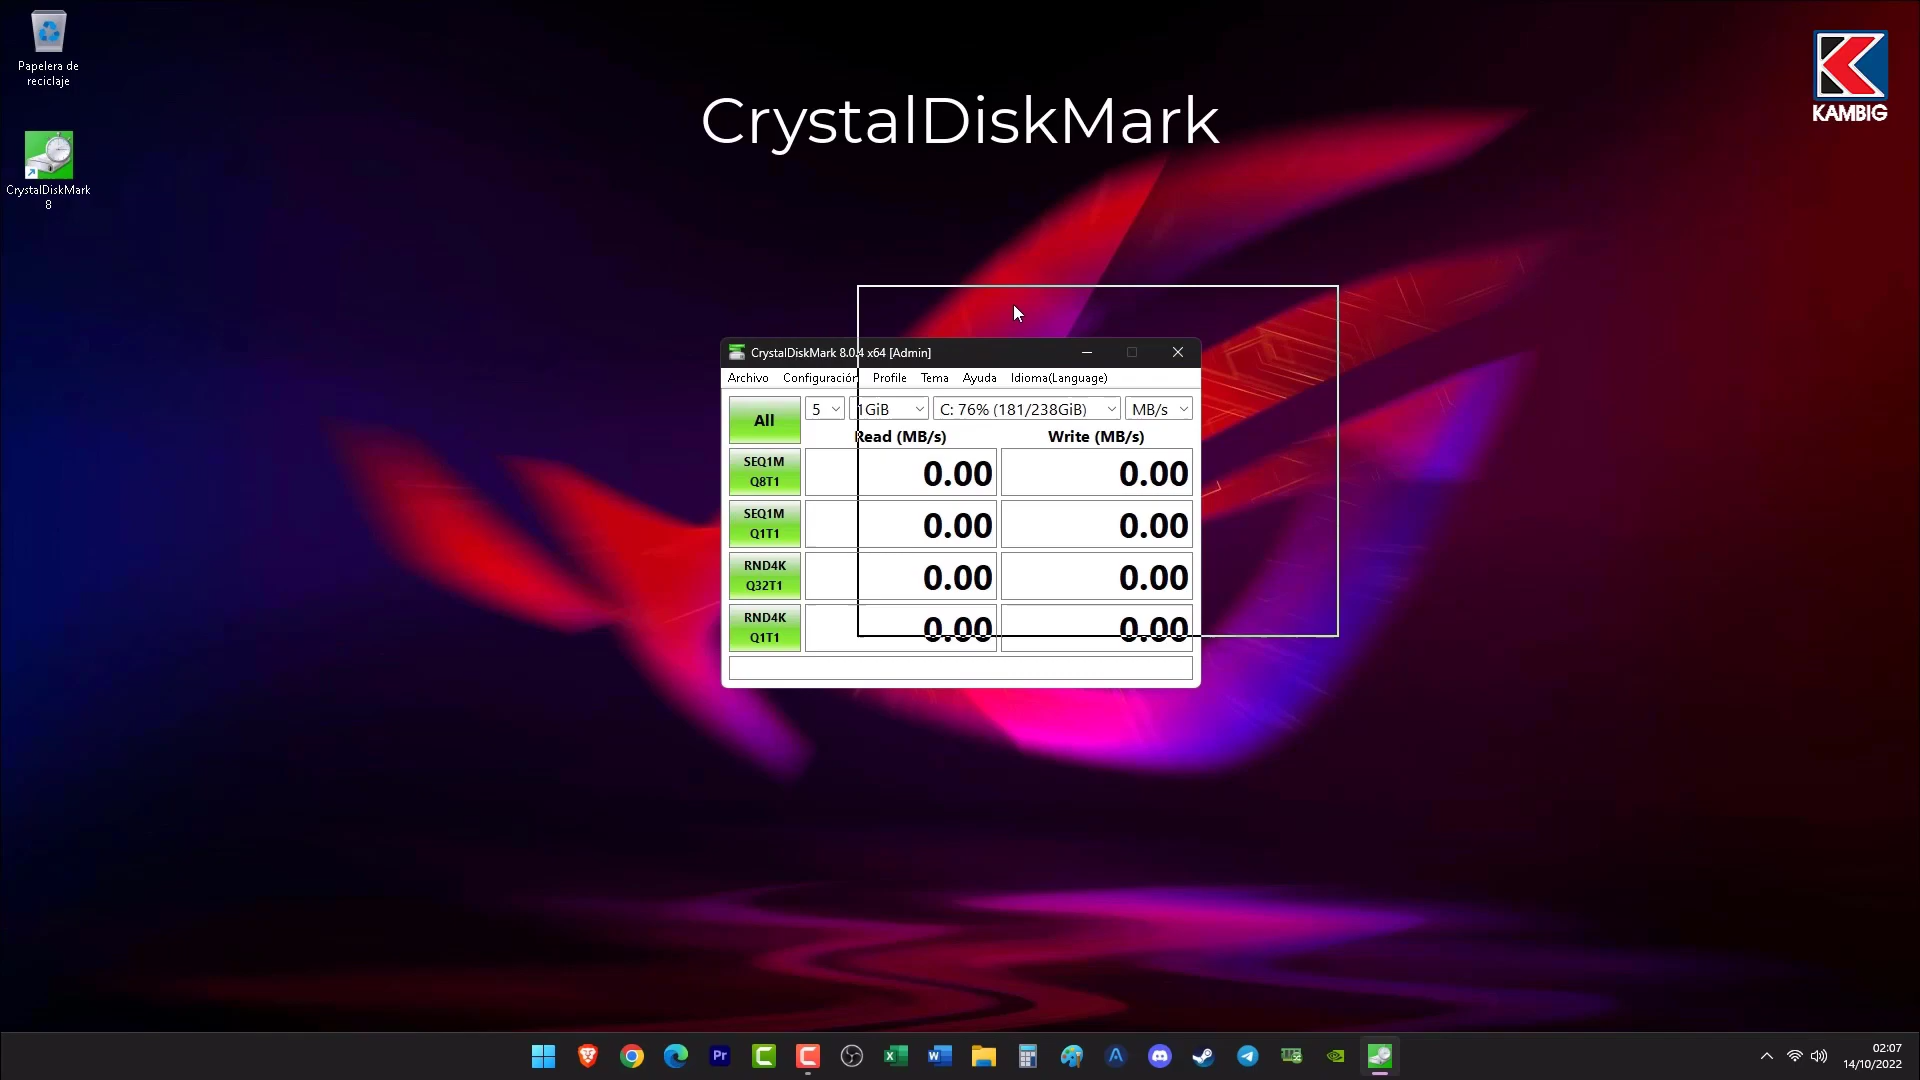 Papelera de
reciclaje
CrystalDiskMark
KAMBIG
CrystalDiskMark
8
CrystalDiskMark 8.0.4 x64 [Admin]
Archivo Configuración Profile Tema Ayuda Idioma(Language)
All 5 1GiB C: 76% (181/238GiB) MB/s
Read (MB/s) Write (MB/s)
SEQ1M
Q8T1
0.00 0.00
SEQ1M
Q1T1
0.00 0.00
RND4K
Q32T1
0.00 0.00
RND4K
Q1T1
0.00 0.00
Pr
02:07
14/10/2022